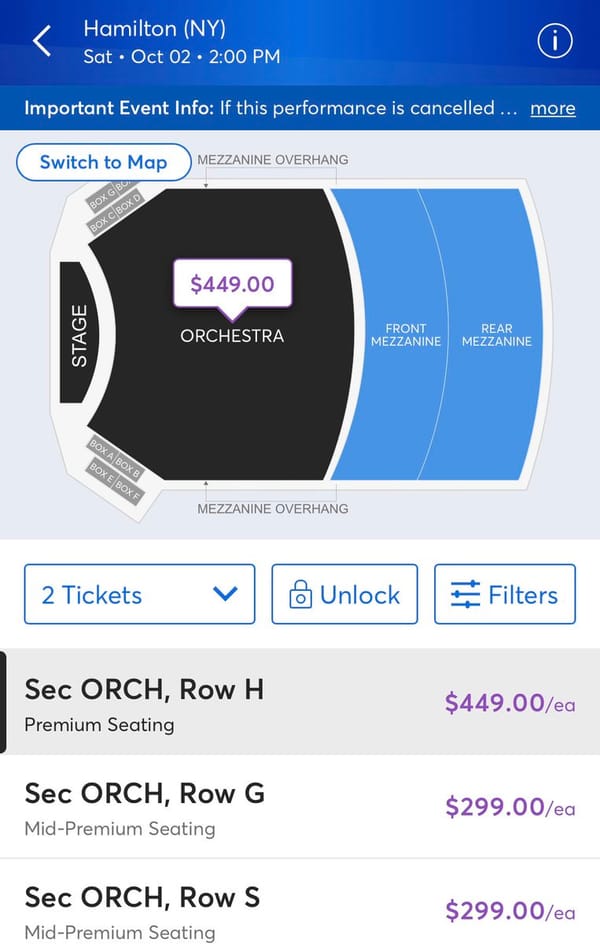 Hamilton (NY)
Sat • Oct 02 • 2:00 PM
Important Event Info: If this performance is cancelled ... more
Switch to Map
MEZZANINE OVERHANG
BOX G
BOX C
BOX D
$449.00
STAGE
ORCHESTRA
FRONT
MEZZANINE
REAR
MEZZANINE
BOX A
BOX B
BOX E
BOX F
MEZZANINE OVERHANG
2 Tickets
Unlock
Filters
Sec ORCH, Row H
$449.00/ea
Premium Seating
Sec ORCH, Row G
$299.00/ea
Mid-Premium Seating
Sec ORCH, Row S
$299.00/ea
Mid-Premium Seating